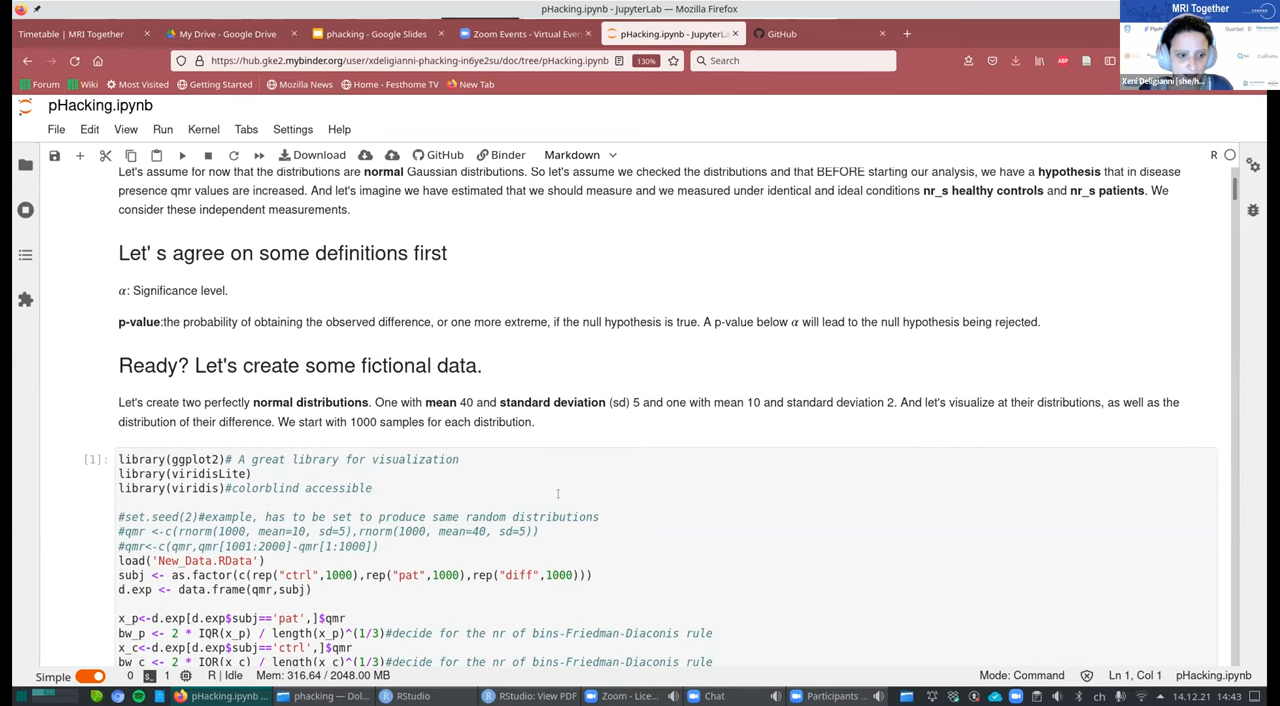 pHacking.ipynb - JupyterLab — Mozilla Firefox
MRI Together
Timetable | MRI Together
My Drive - Google Drive
phacking - Google Slides
Zoom Events - Virtual Even
pHacking.ipynb - JupyterLa
GitHub
https://hub.gke2.mybinder.org/user/xdeligianni-phacking-in6ye2su/doc/tree/pHacking.ipynb
130%
Search
ABP
Xeni Deligianni [she/h...
Forum
Wiki
Most Visited
Getting Started
Mozilla News
Home - Festhome TV
New Tab
pHacking.ipynb
File Edit View Run Kernel Tabs Settings Help
Download
GitHub
Binder
Markdown
R
Let's assume for now that the distributions are normal Gaussian distributions. So let's assume we checked the distributions and that BEFORE starting our analysis, we have a hypothesis that in disease
presence qmr values are increased. And let's imagine we have estimated that we should measure and we measured under identical and ideal conditions nr_s healthy controls and nr_s patients. We
consider these independent measurements.
Let' s agree on some definitions first
α: Significance level.
p-value:the probability of obtaining the observed difference, or one more extreme, if the null hypothesis is true. A p-value below α will lead to the null hypothesis being rejected.
Ready? Let's create some fictional data.
Let's create two perfectly normal distributions. One with mean 40 and standard deviation (sd) 5 and one with mean 10 and standard deviation 2. And let's visualize at their distributions, as well as the
distribution of their difference. We start with 1000 samples for each distribution.
[1]:
library(ggplot2)# A great library for visualization
library(viridisLite)
library(viridis)#colorblind accessible
#set.seed(2)#example, has to be set to produce same random distributions
#qmr <-c(rnorm(1000, mean=10, sd=5),rnorm(1000, mean=40, sd=5))
#qmr<-c(qmr,qmr[1001:2000]-qmr[1:1000])
load('New_Data.RData')
subj <- as.factor(c(rep("ctrl",1000),rep("pat",1000),rep("diff",1000)))
d.exp <- data.frame(qmr,subj)
x_p<-d.exp[d.exp$subj=='pat',]$qmr
bw_p <- 2 * IQR(x_p) / length(x_p)^(1/3)#decide for the nr of bins-Friedman-Diaconis rule
x_c<-d.exp[d.exp$subj=='ctrl',]$qmr
bw_c <- 2 * IQR(x_c) / length(x_c)^(1/3)#decide for the nr of bins-Friedman-Diaconis rule
Simple
0
1
R | Idle
Mem: 316.64 / 2048.00 MB
Mode: Command
Ln 1, Col 1
pHacking.ipynb
pHacking.ipynb ...
phacking — Dol...
RStudio
RStudio: View PDF
Zoom - Lice...
Chat
Participants ...
ch
14.12.21
14:43